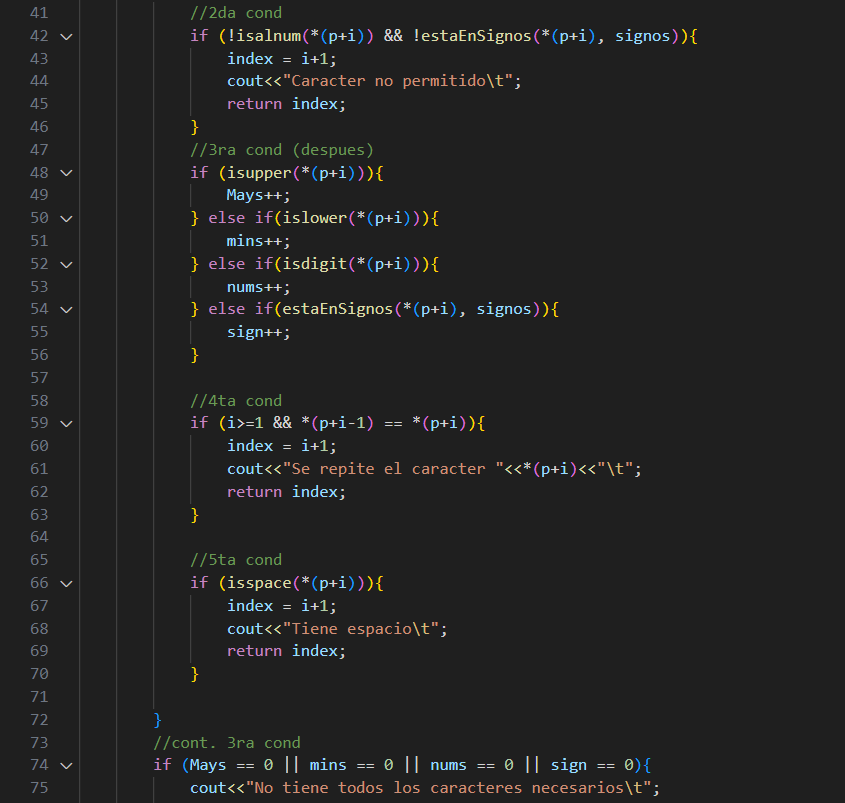 41 //2da cond
42 if (!isalnum(*(p+i)) && !estaEnSignos(*(p+i), signos)){
43 index = i+1;
44 cout<<"Caracter no permitido\t";
45 return index;
46 }
47 //3ra cond (despues)
48 if (isupper(*(p+i))){
49 Mays++;
50 } else if(islower(*(p+i))){
51 mins++;
52 } else if(isdigit(*(p+i))){
53 nums++;
54 } else if(estaEnSignos(*(p+i), signos)){
55 sign++;
56 }
57
58 //4ta cond
59 if (i>=1 && *(p+i-1) == *(p+i)){
60 index = i+1;
61 cout<<"Se repite el caracter "<<*(p+i)<<"\t";
62 return index;
63 }
64
65 //5ta cond
66 if (isspace(*(p+i))){
67 index = i+1;
68 cout<<"Tiene espacio\t";
69 return index;
70 }
71
72 }
73 //cont. 3ra cond
74 if (Mays == 0 || mins == 0 || nums == 0 || sign == 0){
75 cout<<"No tiene todos los caracteres necesarios\t";